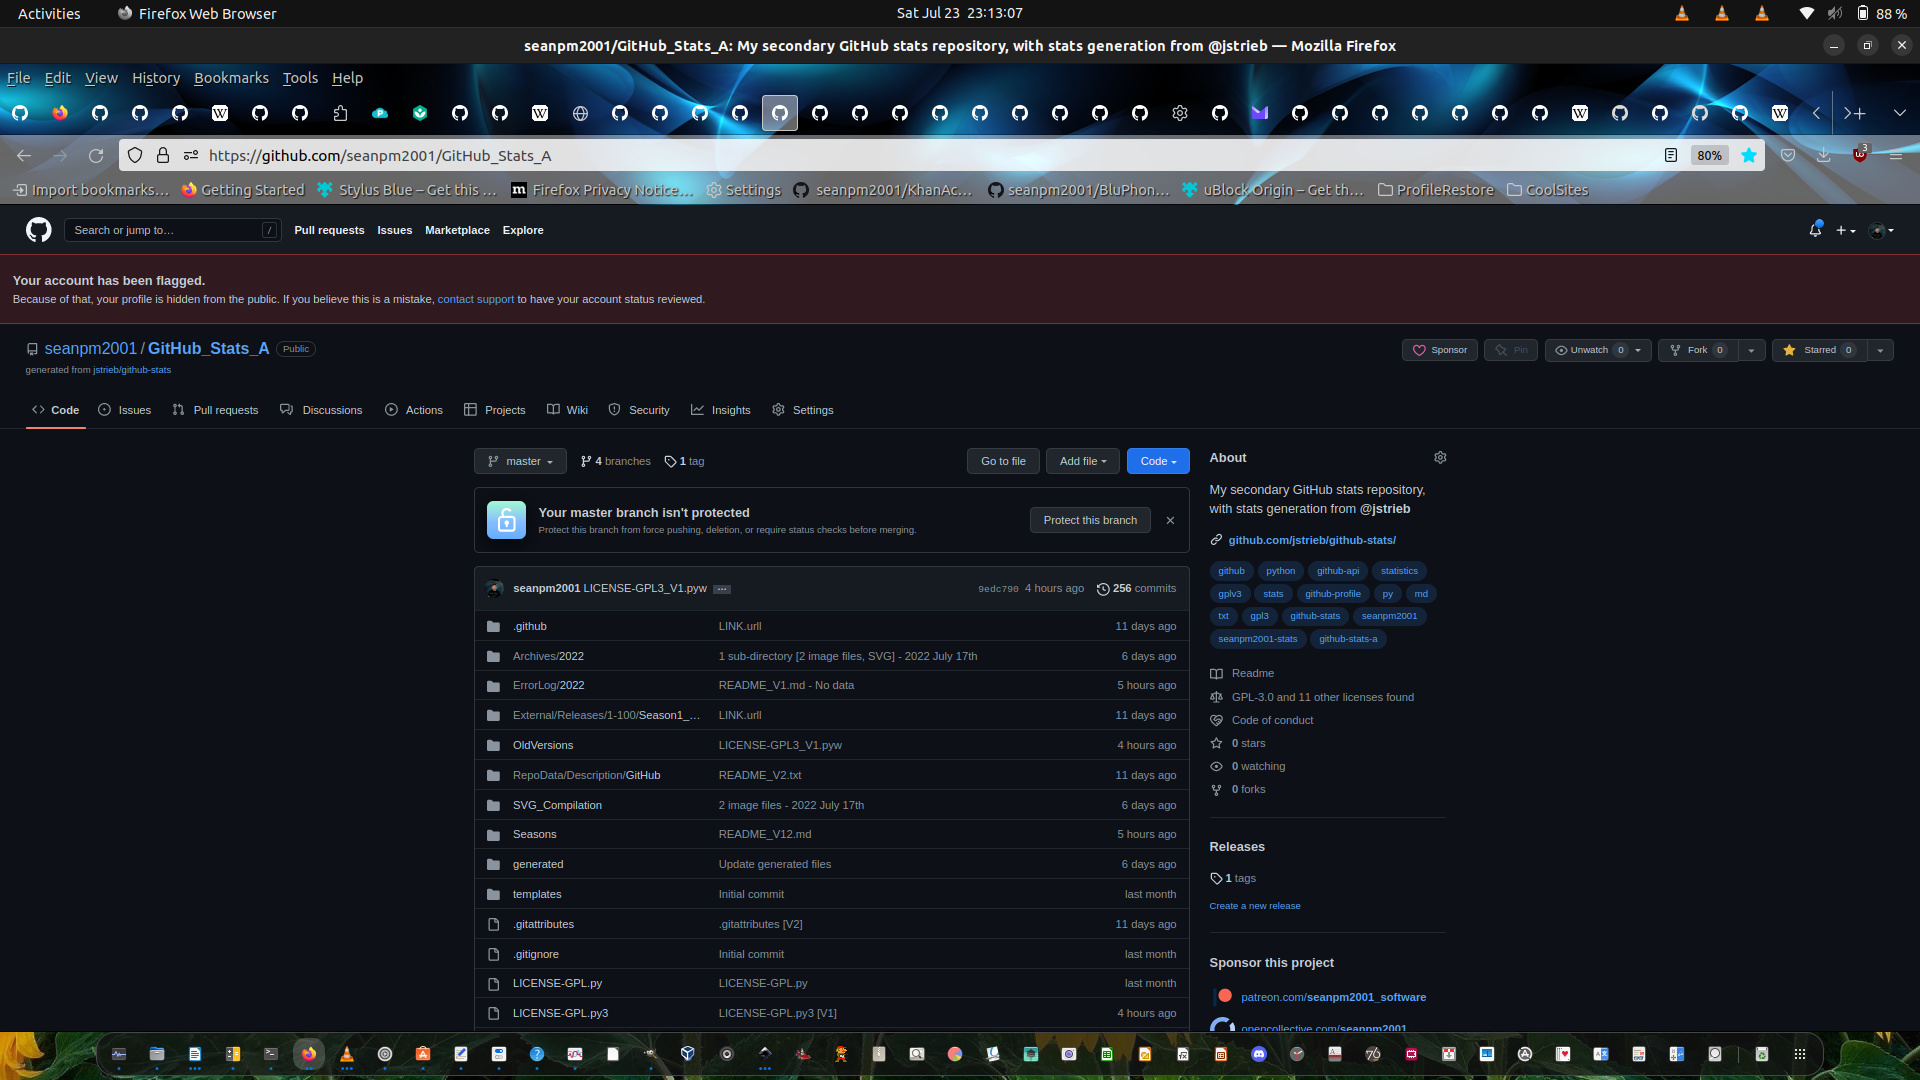 Activities Firefox Web Browser Sat Jul 23 23:13:07 88 %
seanpm2001/GitHub_Stats_A: My secondary GitHub stats repository, with stats generation from @jstrieb — Mozilla Firefox
File Edit View History Bookmarks Tools Help
https://github.com/seanpm2001/GitHub_Stats_A 80% 3
Import bookmarks… Getting Started Stylus Blue – Get this … Firefox Privacy Notice… Settings seanpm2001/KhanAc… seanpm2001/BluPhon… uBlock Origin – Get th… ProfileRestore CoolSites
Search or jump to… / Pull requests Issues Marketplace Explore
Your account has been flagged.
Because of that, your profile is hidden from the public. If you believe this is a mistake, contact support to have your account status reviewed.
seanpm2001 / GitHub_Stats_A Public Sponsor Pin Unwatch 0 Fork 0 Starred 0
generated from jstrieb/github-stats
Code Issues Pull requests Discussions Actions Projects Wiki Security Insights Settings
master 4 branches 1 tag Go to file Add file Code
Your master branch isn't protected
Protect this branch from force pushing, deletion, or require status checks before merging.
Protect this branch
seanpm2001 LICENSE-GPL3_V1.pyw … 9edc790 4 hours ago 256 commits
.github LINK.urll 11 days ago
Archives/2022 1 sub-directory [2 image files, SVG] - 2022 July 17th 6 days ago
ErrorLog/2022 README_V1.md - No data 5 hours ago
External/Releases/1-100/Season1_… LINK.urll 11 days ago
OldVersions LICENSE-GPL3_V1.pyw 4 hours ago
RepoData/Description/GitHub README_V2.txt 11 days ago
SVG_Compilation 2 image files - 2022 July 17th 6 days ago
Seasons README_V12.md 5 hours ago
generated Update generated files 6 days ago
templates Initial commit last month
.gitattributes .gitattributes [V2] 11 days ago
.gitignore Initial commit last month
LICENSE-GPL.py LICENSE-GPL.py last month
LICENSE-GPL.py3 LICENSE-GPL.py3 [V1] 4 hours ago
About
My secondary GitHub stats repository,
with stats generation from @jstrieb
github.com/jstrieb/github-stats/
github python github-api statistics
gplv3 stats github-profile py md
txt gpl3 github-stats seanpm2001
seanpm2001-stats github-stats-a
Readme
GPL-3.0 and 11 other licenses found
Code of conduct
0 stars
0 watching
0 forks
Releases
1 tags
Create a new release
Sponsor this project
patreon.com/seanpm2001_software
opencollective.com/seanpm2001